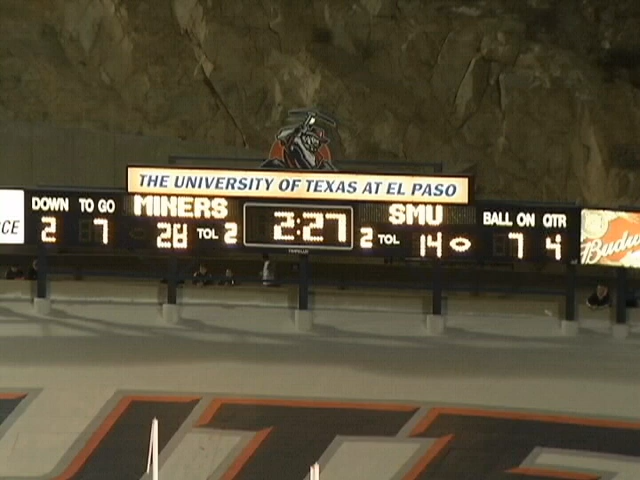 THE UNIVERSITY OF TEXAS AT EL PASO
DOWN TO GO MINERS 2:27 SMU BALL ON QTR
2 7 28 TOL 2 2 TOL 14 7 4
UTE